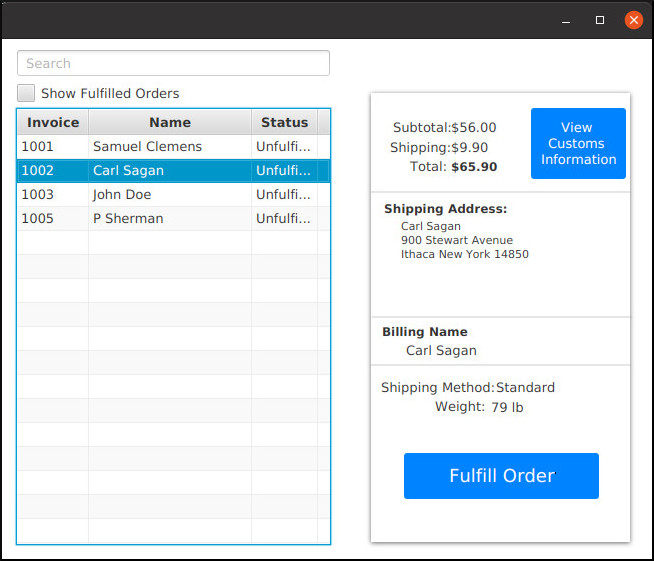 Search
Show Fulfilled Orders
Invoice Name Status
1001 Samuel Clemens Unfulfi...
1002 Carl Sagan Unfulfi...
1003 John Doe Unfulfi...
1005 P Sherman Unfulfi...
Subtotal:$56.00
Shipping:$9.90
Total: $65.90
View
Customs
Information
Shipping Address:
Carl Sagan
900 Stewart Avenue
Ithaca New York 14850
Billing Name
Carl Sagan
Shipping Method:Standard
Weight: 79 lb
Fulfill Order